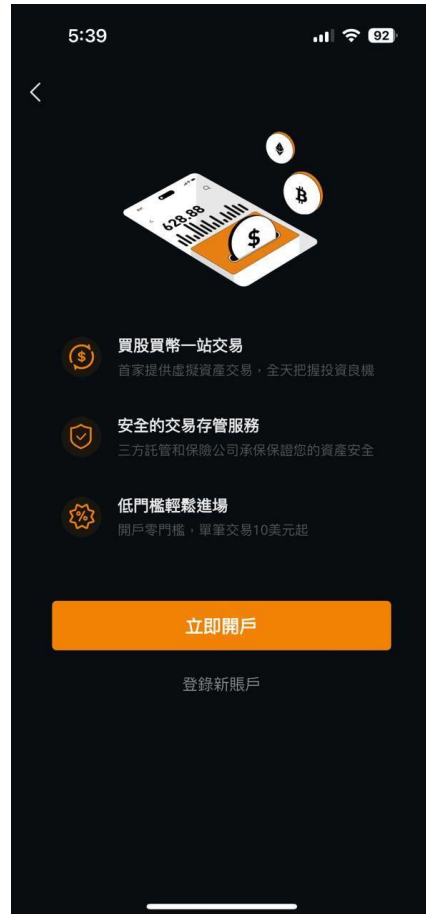 5:39
92
628.88
$
買股買幣一站交易
首家提供虛擬資產交易，全天把握投資良機
安全的交易存管服務
三方託管和保險公司承保保證您的資產安全
低門檻輕鬆進場
開戶零門檻，單筆交易10美元起
立即開戶
登錄新賬戶